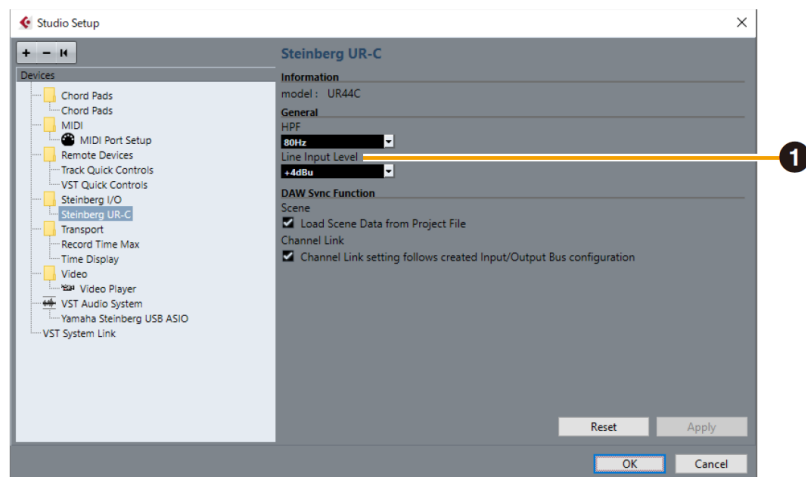 Studio Setup
Devices
Chord Pads
Chord Pads
MIDI
MIDI Port Setup
Remote Devices
Track Quick Controls
VST Quick Controls
Steinberg I/O
Steinberg UR-C
Transport
Record Time Max
Time Display
Video
Video Player
VST Audio System
Yamaha Steinberg USB ASIO
VST System Link
Steinberg UR-C
Information
model : UR44C
General
HPF
80Hz
Line Input Level
+4dBu
DAW Sync Function
Scene
Load Scene Data from Project File
Channel Link
Channel Link setting follows created Input/Output Bus configuration
Reset
Apply
OK
Cancel
1